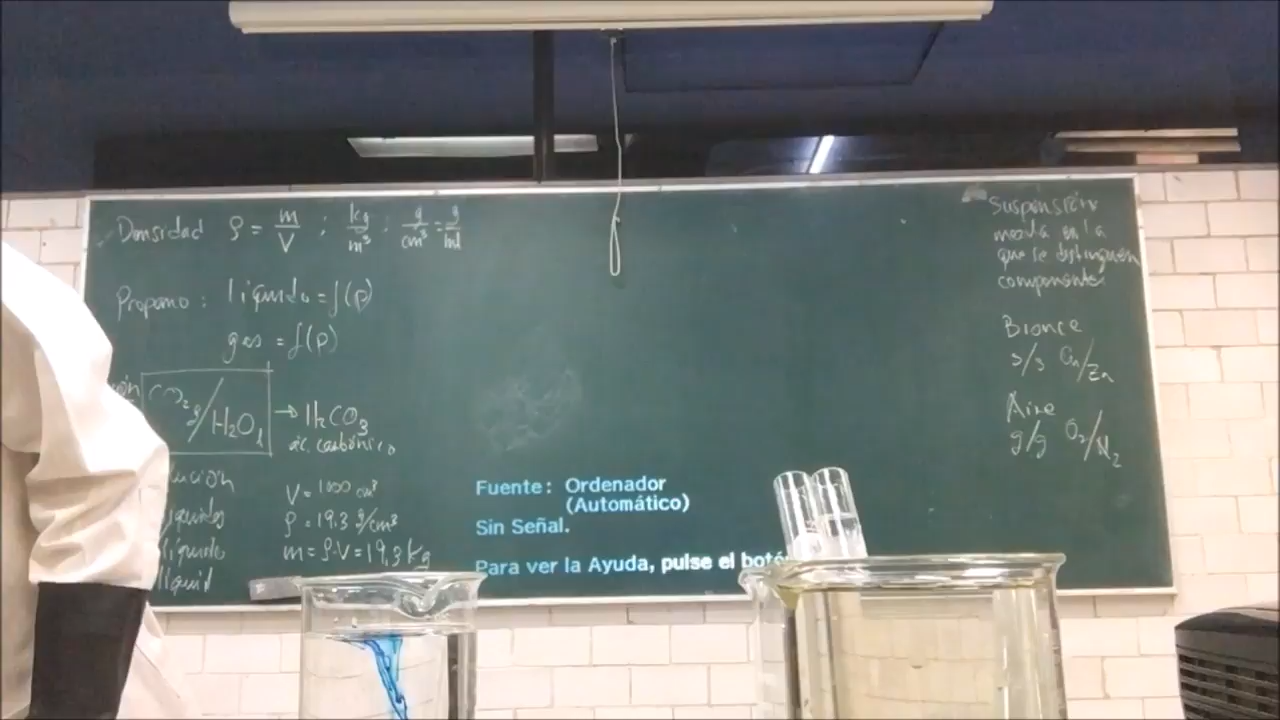 Densidad ρ = m/V ; kg/m³ ; g/cm³ = g/ml
Propano : líquido = f(p)
gas = f(p)
CO₂ g/H₂O l → H₂CO₃
ác. carbónico
V = 1000 cm³
ρ = 19.3 g/cm³
m = ρ·V = 19,3 kg
Fuente: Ordenador
(Automático)
Sin Señal.
Para ver la Ayuda, pulse el botó
Suspensión
mezcla en la
que se distinguen
componentes
Bronce
s/s
Aire
g/g O₂/N₂